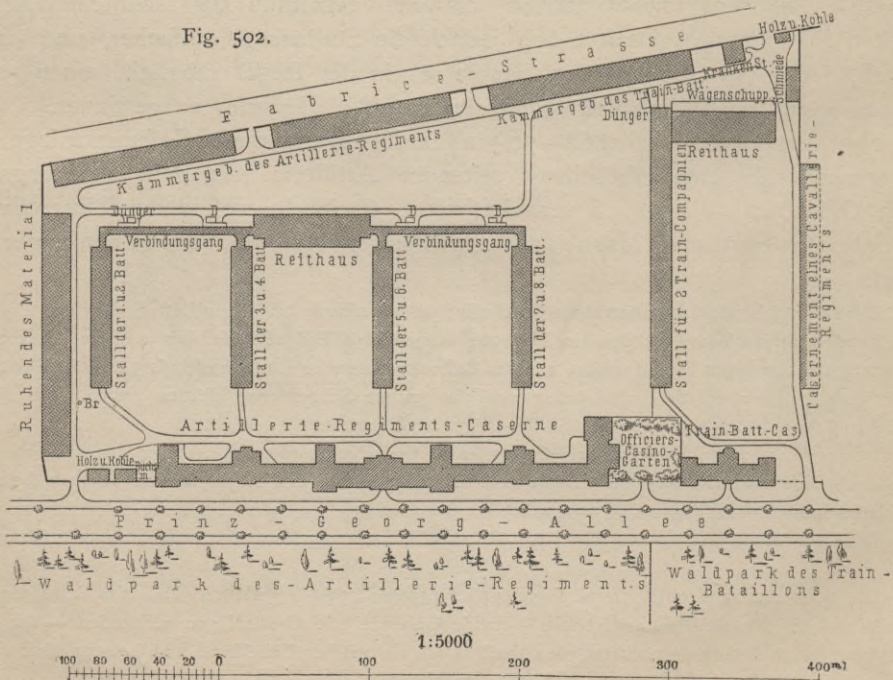 Fig. 502.
Holz u. Kohle
Fabrice-Strasse
Kranken St.
Schmiede
Wagenschupp.
Kammergeb. des Train-Batt.
Dünger
Kammergeb. des Artillerie-Regiments
Reithaus
Dünger
D
D
D
Verbindungsgang
Reithaus
Verbindungsgang
Ruhendes Material
Stall der 1. u. 2 Batt.
Stall der 3. u. 4. Batt.
Stall der 5 u 6. Batt
Stall der 7 u. 8. Batt.
Stall für 2 Train-Compagnien
Casernement eines Cavallerie-
Regiments
Br
Artillerie-Regiments-Caserne
Officiers-
Casino-
Garten
Train-Batt.-Cas
Holz u. Kohle
Prinz-Georg-Allee
Waldpark des-Artillerie-Regiments
Waldpark des Train-
Bataillons
1:5000
100 80 60 40 20 0 100 200 300 400 m